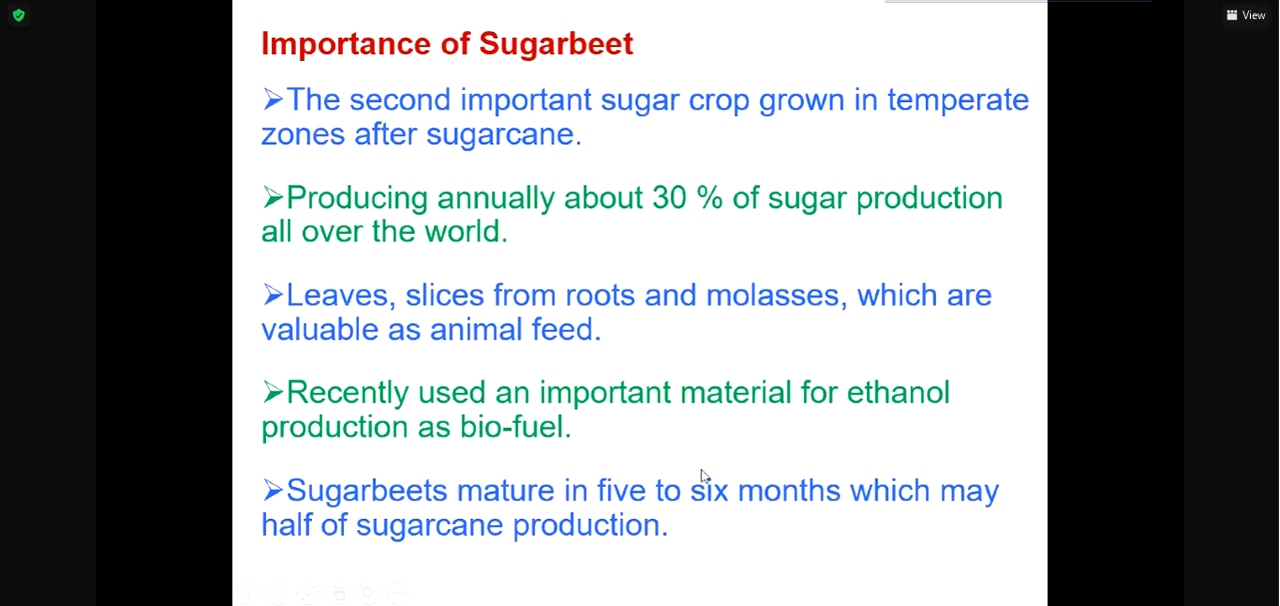 View
Importance of Sugarbeet
➢The second important sugar crop grown in temperate
zones after sugarcane.
➢Producing annually about 30 % of sugar production
all over the world.
➢Leaves, slices from roots and molasses, which are
valuable as animal feed.
➢Recently used an important material for ethanol
production as bio-fuel.
➢Sugarbeets mature in five to six months which may
half of sugarcane production.